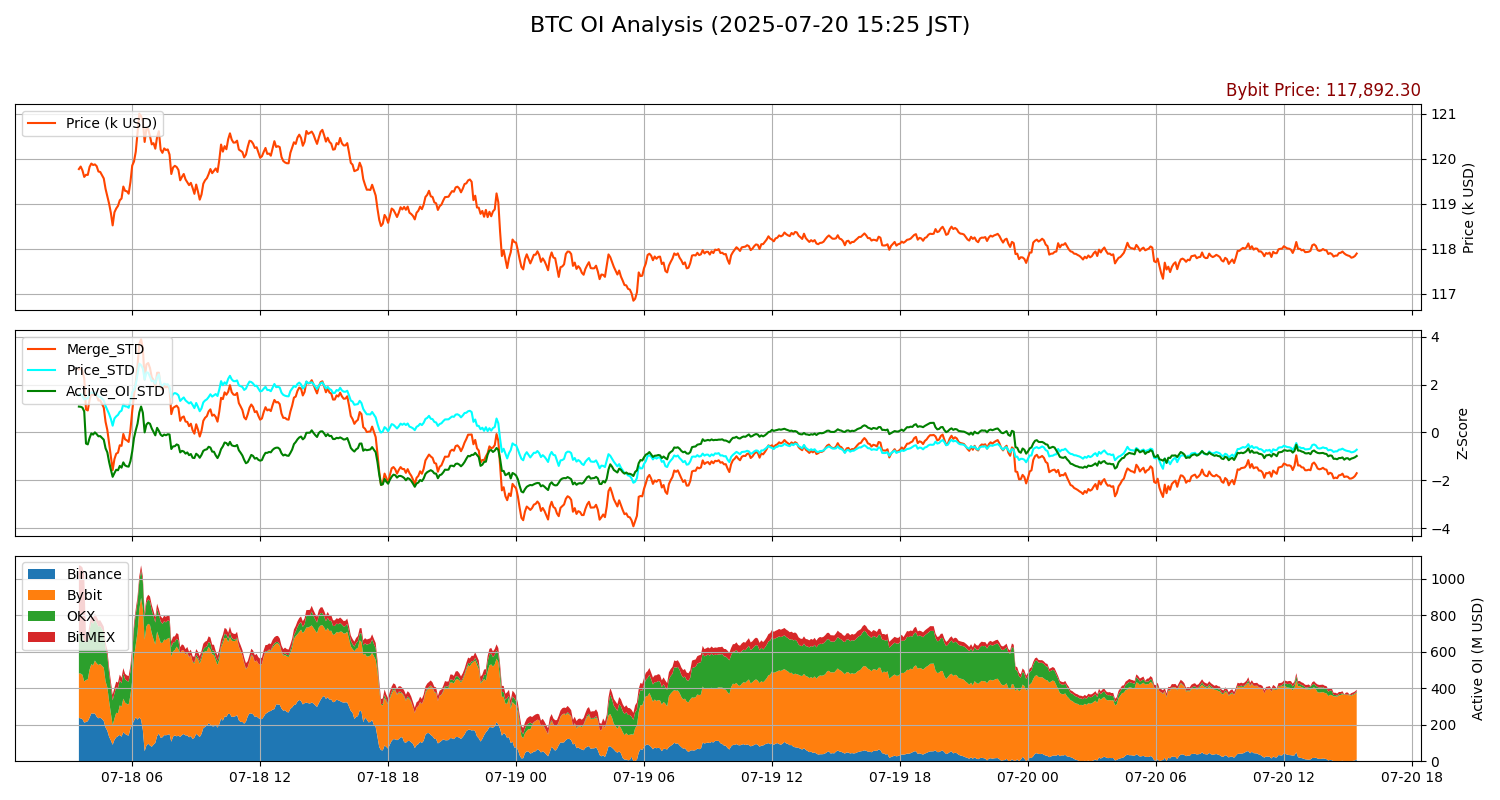 BTC OI Analysis (2025-07-20 15:25 JST)
Bybit Price: 117,892.30
Price (k USD)
121
120
119
118
117
Price (k USD)
Merge_STD
Price_STD
Active_OI_STD
4
2
0
−2
−4
Z-Score
Binance
Bybit
OKX
BitMEX
1000
800
600
400
200
0
Active OI (M USD)
07-18 06
07-18 12
07-18 18
07-19 00
07-19 06
07-19 12
07-19 18
07-20 00
07-20 06
07-20 12
07-20 18